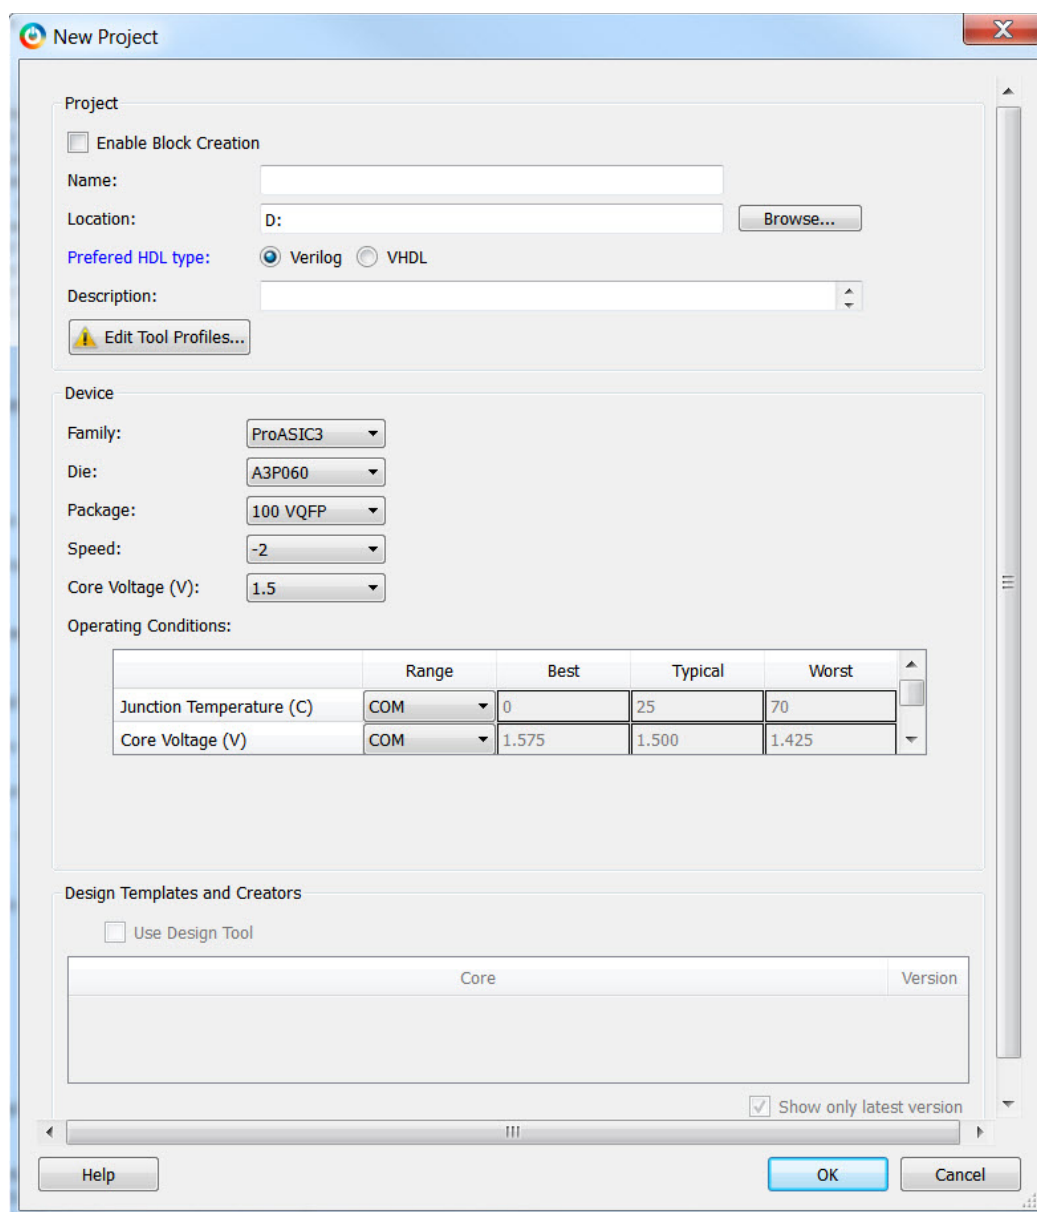 New Project
Project
Enable Block Creation
Name:
Location: D: Browse...
Prefered HDL type: Verilog VHDL
Description:
Edit Tool Profiles...
Device
Family: ProASIC3
Die: A3P060
Package: 100 VQFP
Speed: -2
Core Voltage (V): 1.5
Operating Conditions:
Range Best Typical Worst
Junction Temperature (C) COM 0 25 70
Core Voltage (V) COM 1.575 1.500 1.425
Design Templates and Creators
Use Design Tool
Core Version
Show only latest version
Help OK Cancel